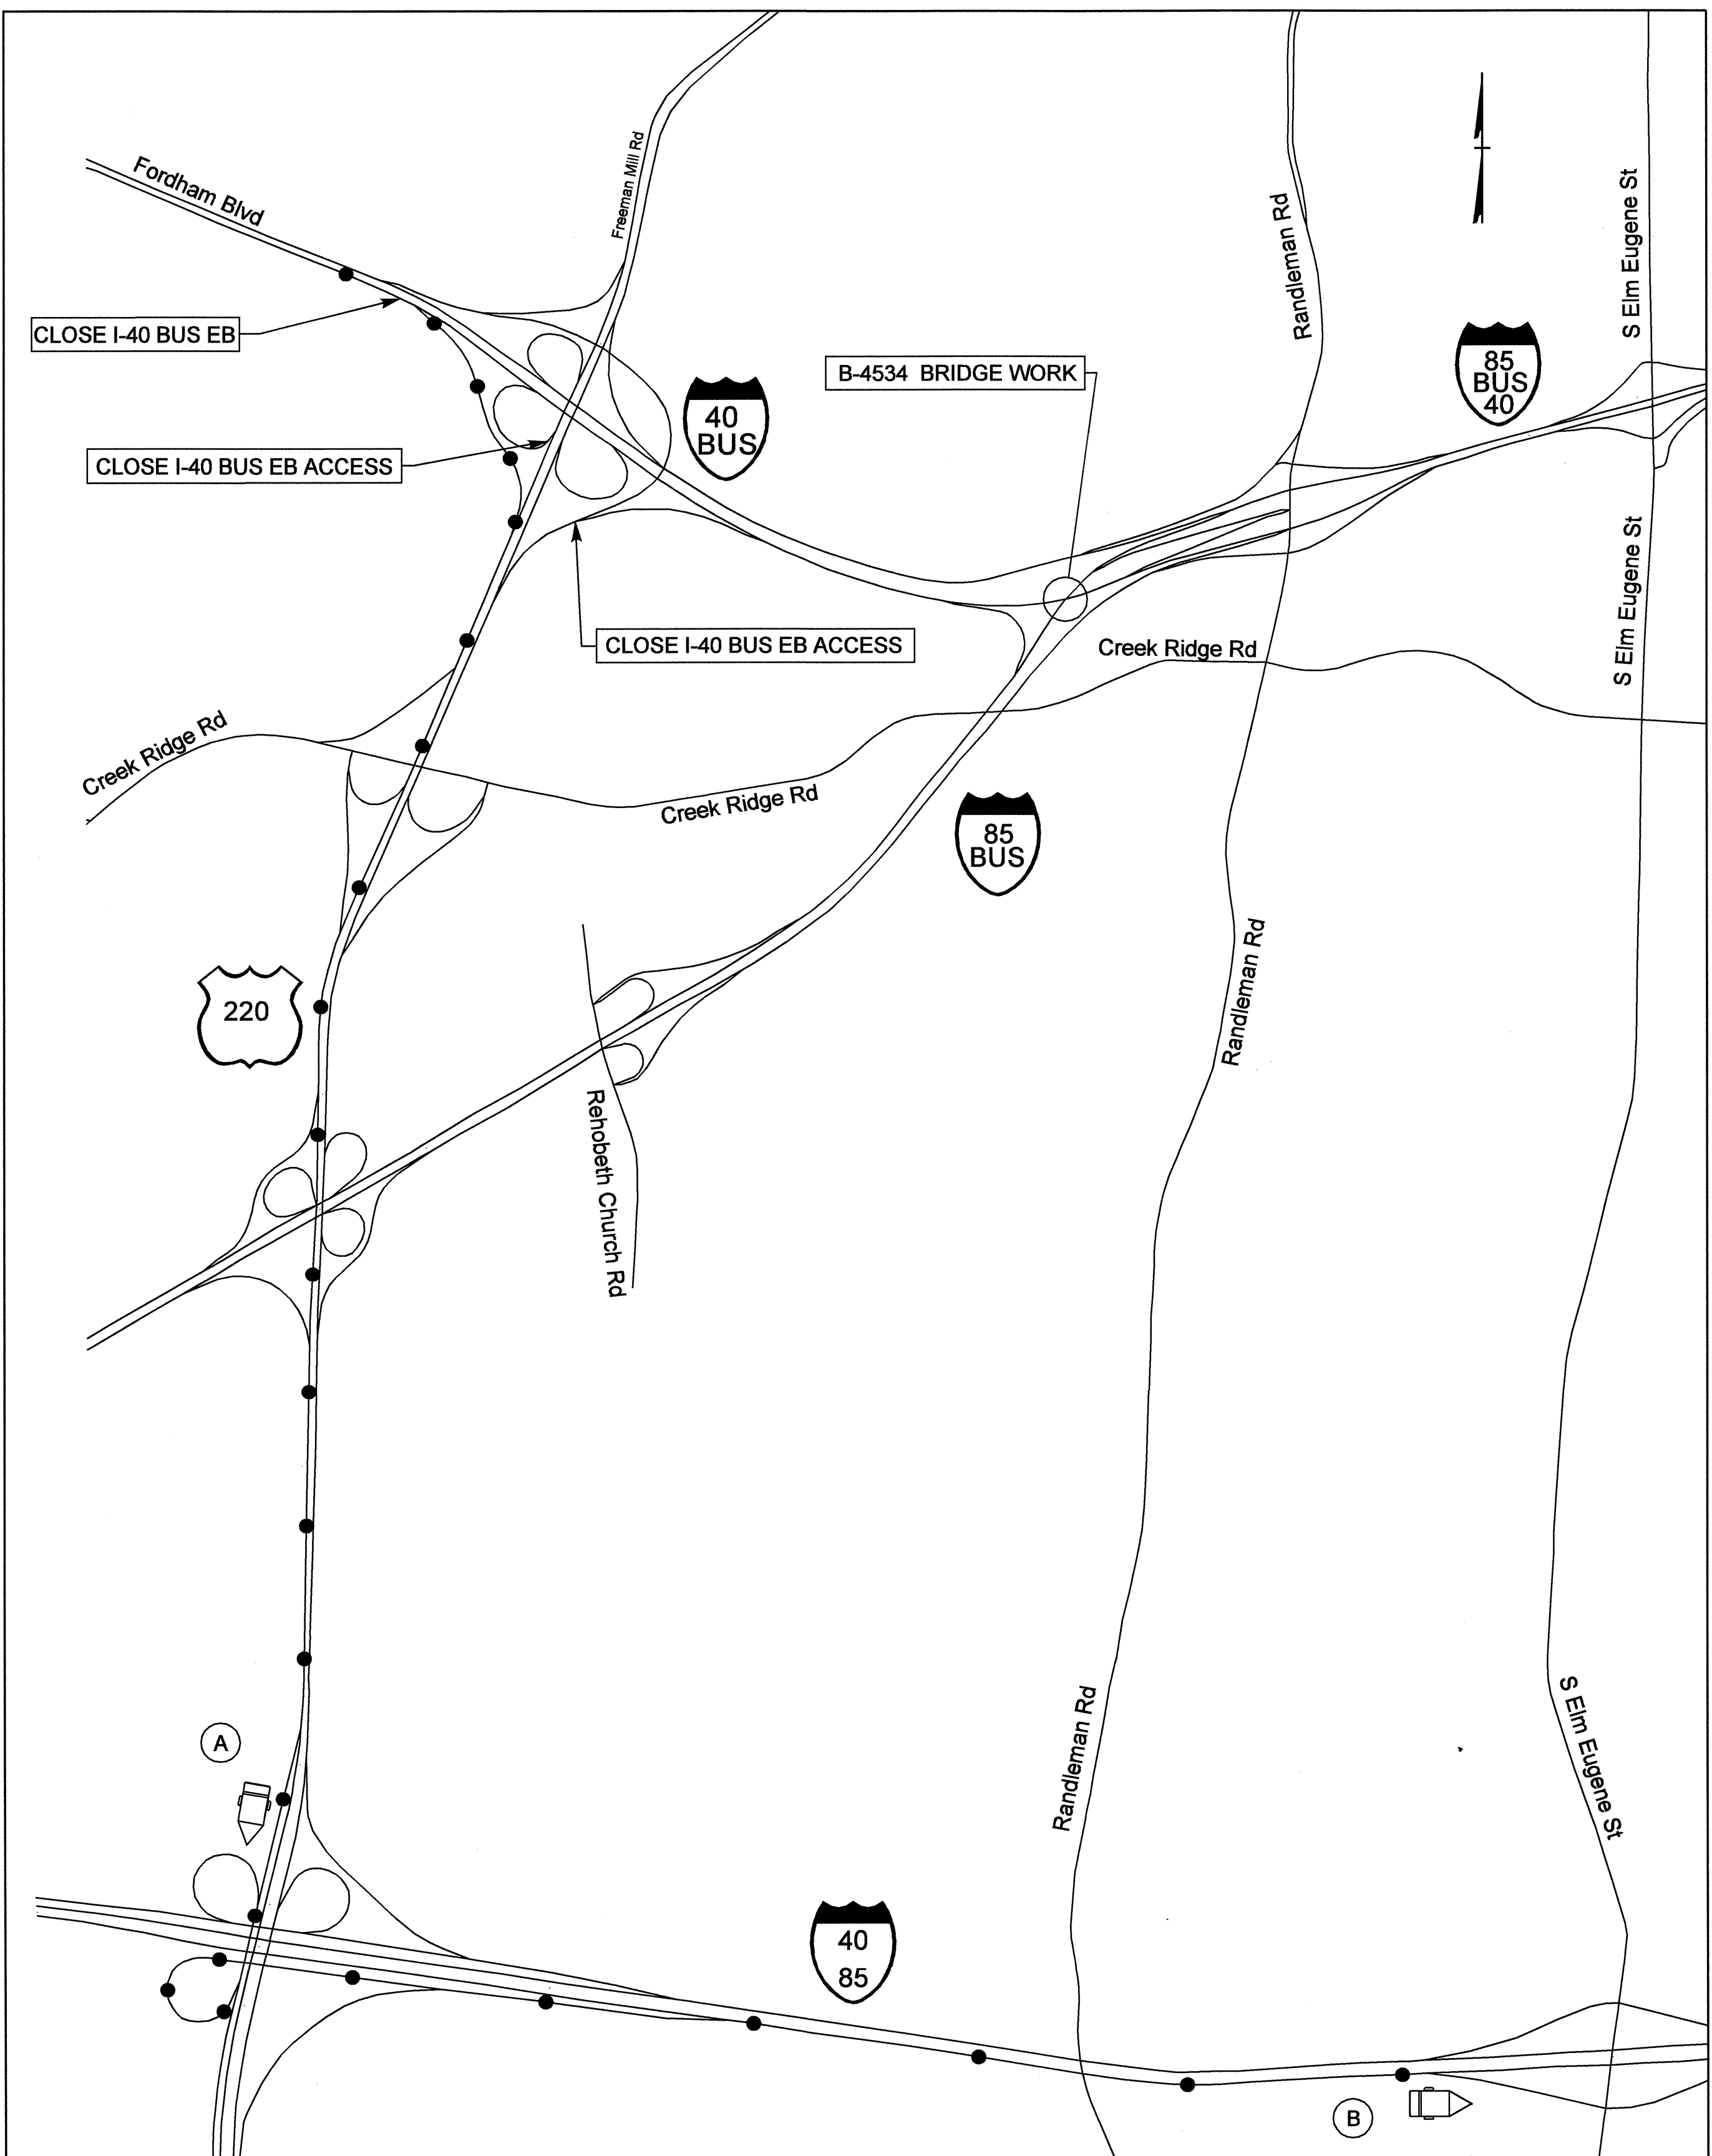 Fordham Blvd
Freeman Mill Rd
Randleman Rd
S Elm Eugene St
CLOSE I-40 BUS EB
B-4534 BRIDGE WORK
85
BUS
40
40
BUS
CLOSE I-40 BUS EB ACCESS
CLOSE I-40 BUS EB ACCESS
Creek Ridge Rd
S Elm Eugene St
Creek Ridge Rd
Creek Ridge Rd
85
BUS
220
Randleman Rd
Rehobeth Church Rd
A
Randleman Rd
S Elm Eugene St
40
85
B